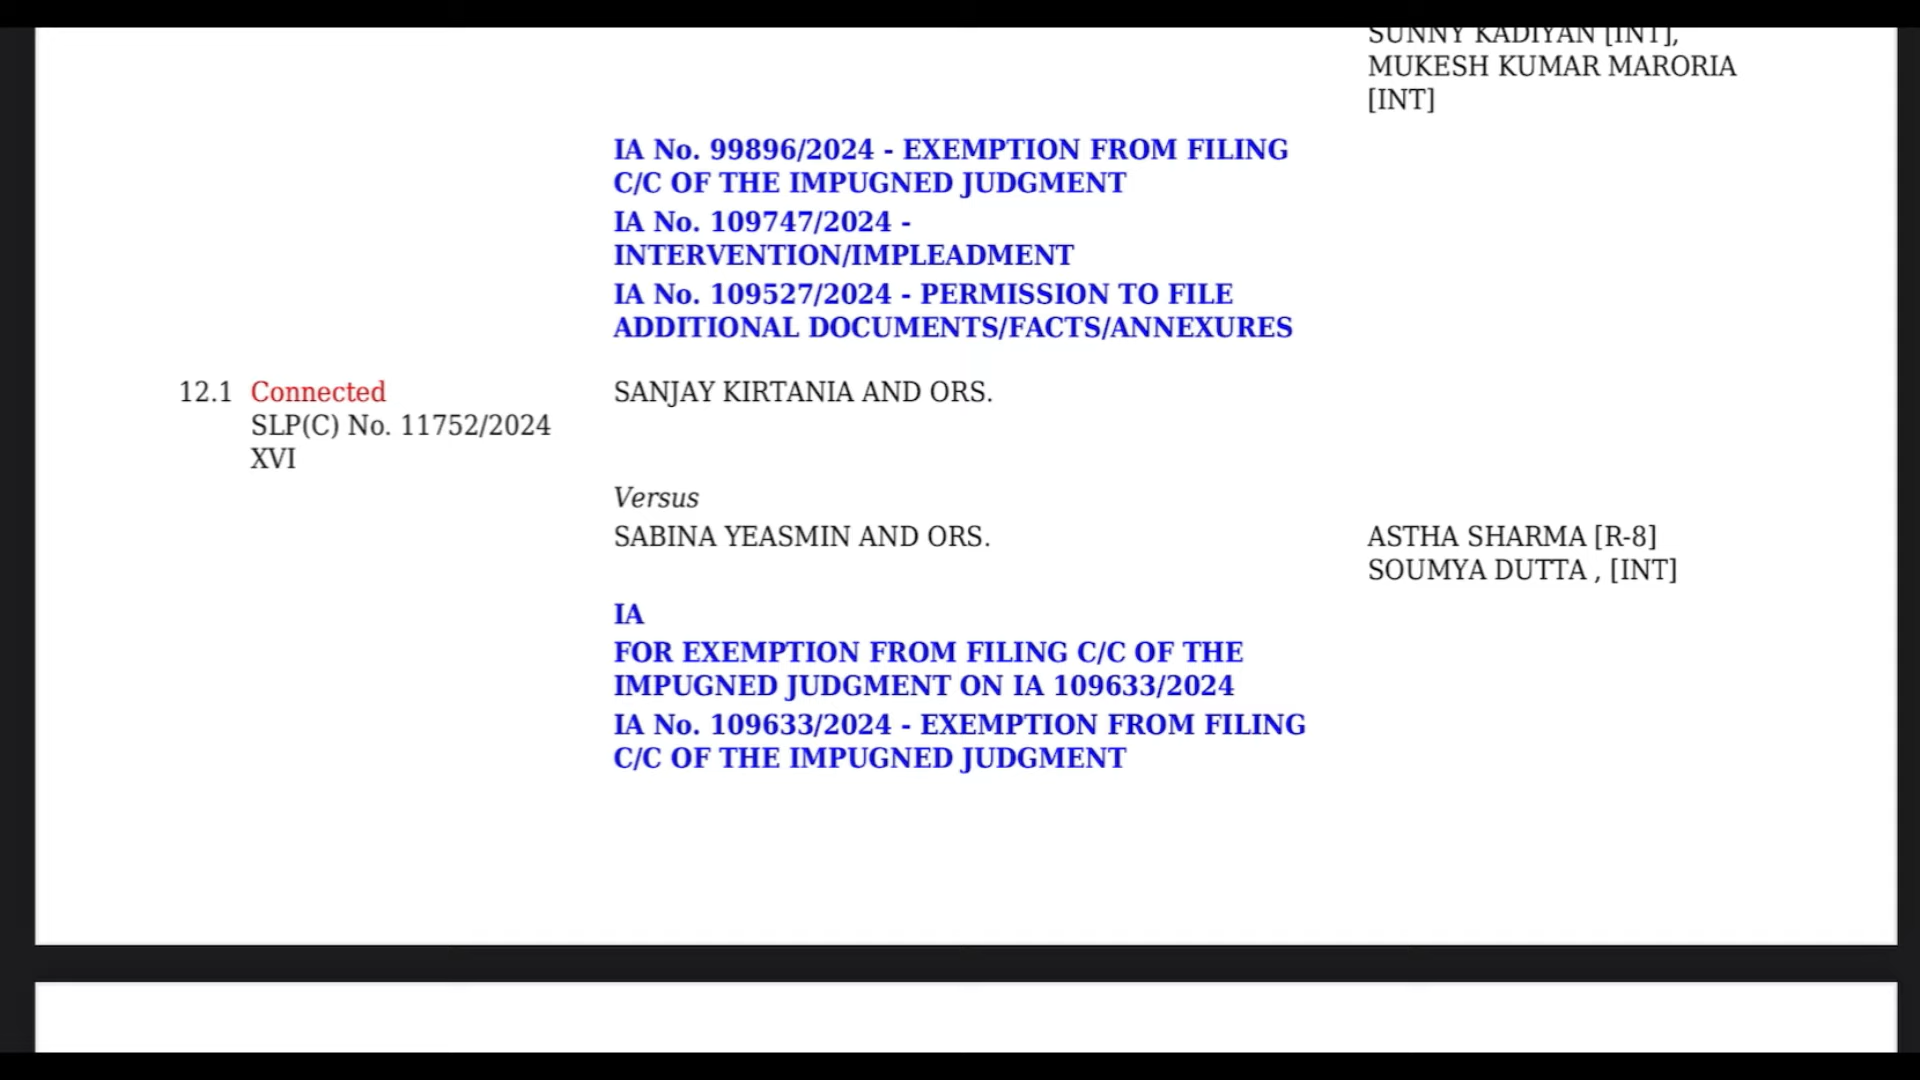 SUNNY KADIYAN [INT],
MUKESH KUMAR MARORIA
[INT]
IA No. 99896/2024 - EXEMPTION FROM FILING
C/C OF THE IMPUGNED JUDGMENT
IA No. 109747/2024 -
INTERVENTION/IMPLEADMENT
IA No. 109527/2024 - PERMISSION TO FILE
ADDITIONAL DOCUMENTS/FACTS/ANNEXURES
12.1 Connected SANJAY KIRTANIA AND ORS.
SLP(C) No. 11752/2024
XVI
Versus
SABINA YEASMIN AND ORS. ASTHA SHARMA [R-8]
SOUMYA DUTTA , [INT]
IA
FOR EXEMPTION FROM FILING C/C OF THE
IMPUGNED JUDGMENT ON IA 109633/2024
IA No. 109633/2024 - EXEMPTION FROM FILING
C/C OF THE IMPUGNED JUDGMENT